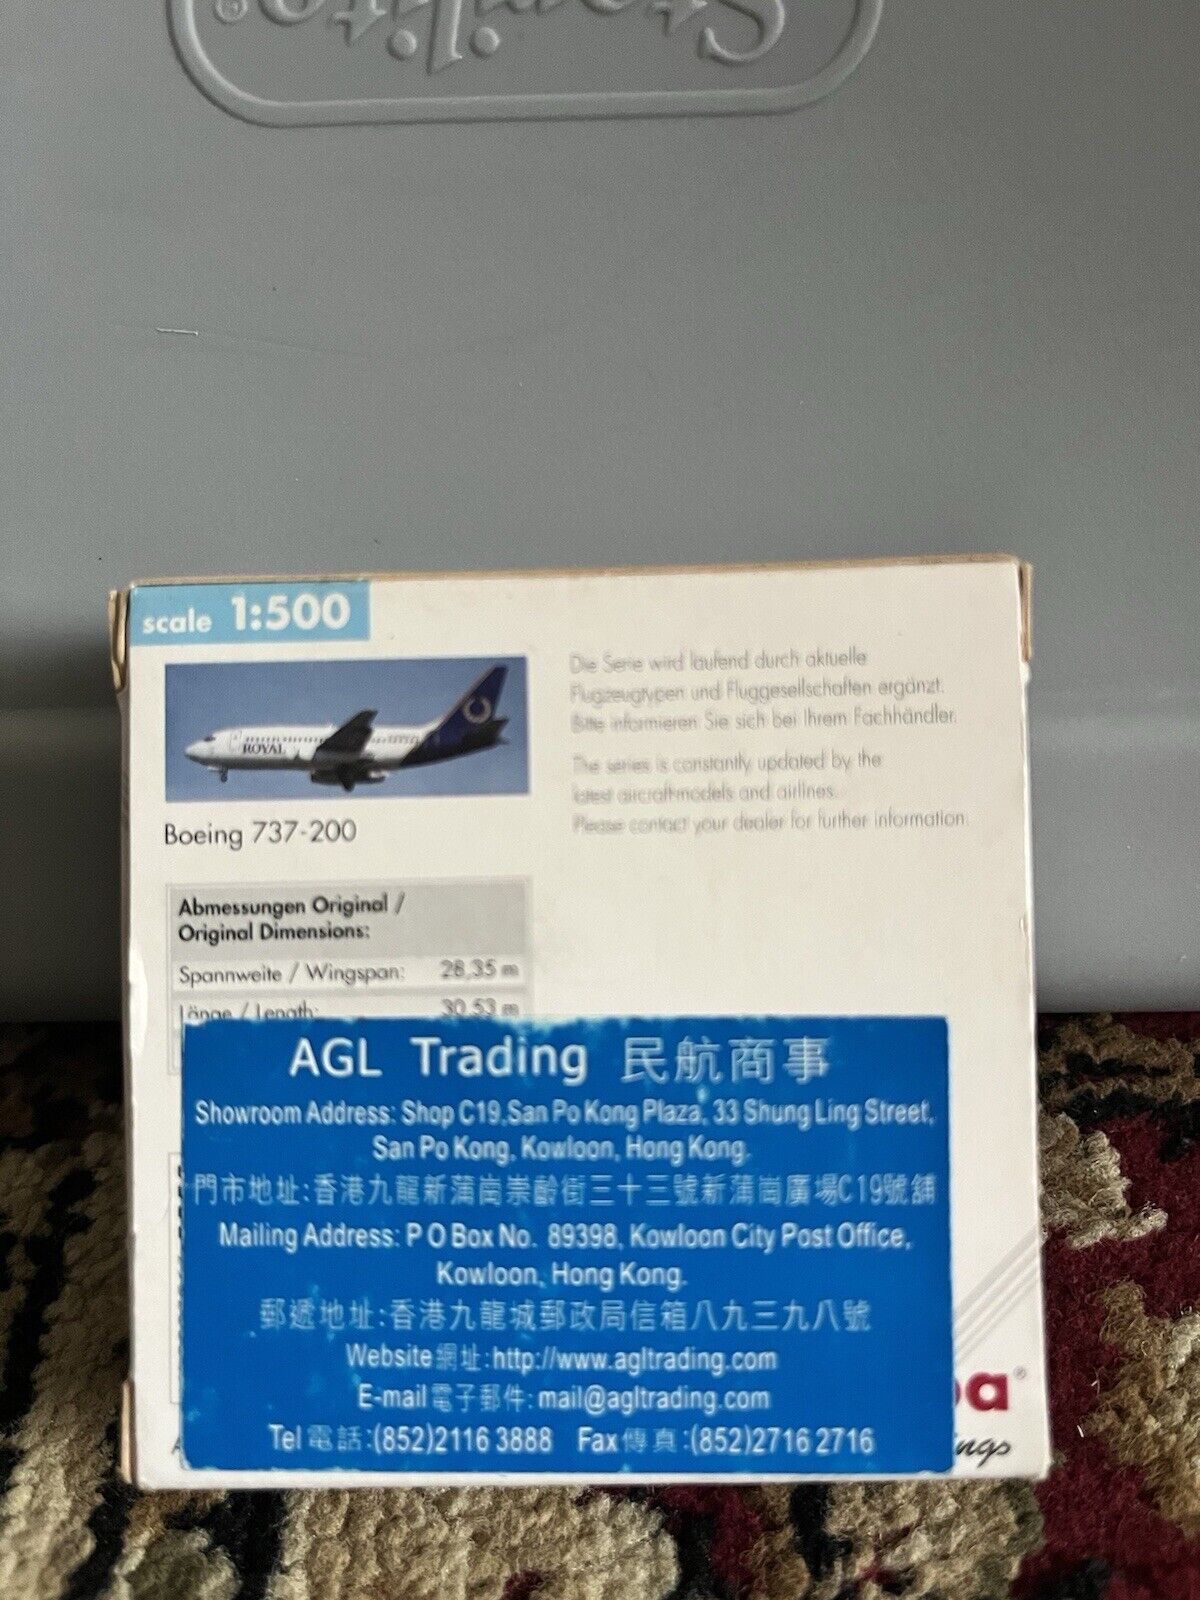 Starplast
scale 1:500
ROYAL
Boeing 737-200
Die Serie wird laufend durch aktuelle
Flugzeugtypen und Fluggesellschaften ergänzt.
Bitte informieren Sie sich bei Ihrem Fachhändler.
The series is constantly updated by the
latest aircraft-models and airlines.
Please contact your dealer for further information.
Abmessungen Original /
Original Dimensions:
Spannweite / Wingspan: 28,35 m
Länge / Length: 30,53 m
AGL Trading 民航商事
Showroom Address: Shop C19,San Po Kong Plaza, 33 Shung Ling Street,
San Po Kong, Kowloon, Hong Kong.
門市地址:香港九龍新蒲崗崇齡街三十三號新蒲崗廣場C19號舖
Mailing Address: P O Box No. 89398, Kowloon City Post Office,
Kowloon, Hong Kong.
郵遞地址:香港九龍城郵政局信箱八九三九八號
Website網址:http://www.agltrading.com
E-mail電子郵件: mail@agltrading.com
Tel 電話:(852)2116 3888 Fax傳真:(852)2716 2716
pa®
ings